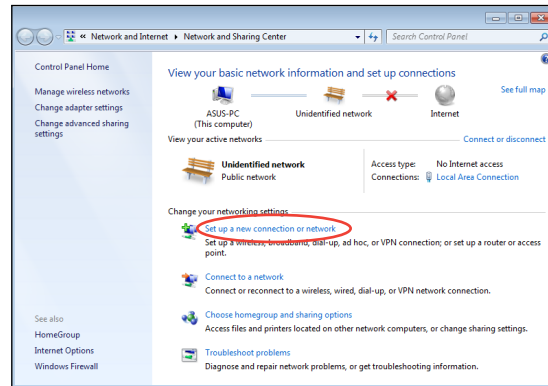 « Network and Internet ▸ Network and Sharing Center
Search Control Panel
Control Panel Home
Manage wireless networks
Change adapter settings
Change advanced sharing
settings
See also
HomeGroup
Internet Options
Windows Firewall
View your basic network information and set up connections
See full map
ASUS-PC
(This computer)
Unidentified network
Internet
View your active networks
Connect or disconnect
Unidentified network
Public network
Access type: No Internet access
Connections: Local Area Connection
Change your networking settings
Set up a new connection or network
Set up a wireless, broadband, dial-up, ad hoc, or VPN connection; or set up a router or access
point.
Connect to a network
Connect or reconnect to a wireless, wired, dial-up, or VPN network connection.
Choose homegroup and sharing options
Access files and printers located on other network computers, or change sharing settings.
Troubleshoot problems
Diagnose and repair network problems, or get troubleshooting information.